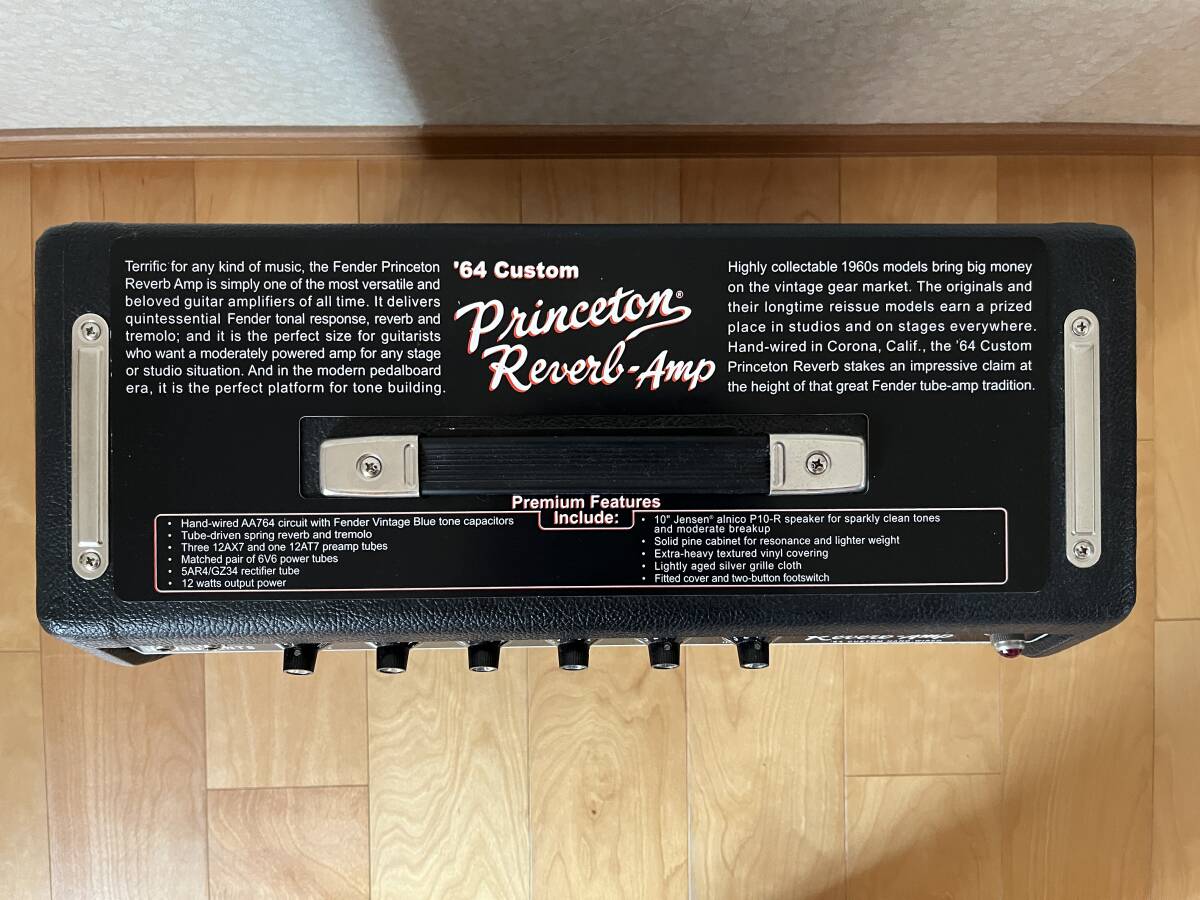 Terrific for any kind of music, the Fender Princeton
Reverb Amp is simply one of the most versatile and
beloved guitar amplifiers of all time. It delivers
quintessential Fender tonal response, reverb and
tremolo; and it is the perfect size for guitarists
who want a moderately powered amp for any stage
or studio situation. And in the modern pedalboard
era, it is the perfect platform for tone building.
'64 Custom
Princeton®
Reverb-Amp
Highly collectable 1960s models bring big money
on the vintage gear market. The originals and
their longtime reissue models earn a prized
place in studios and on stages everywhere.
Hand-wired in Corona, Calif., the '64 Custom
Princeton Reverb stakes an impressive claim at
the height of that great Fender tube-amp tradition.
Premium Features
Include:
• Hand-wired AA764 circuit with Fender Vintage Blue tone capacitors
• Tube-driven spring reverb and tremolo
• Three 12AX7 and one 12AT7 preamp tubes
• Matched pair of 6V6 power tubes
• 5AR4/GZ34 rectifier tube
• 12 watts output power
• 10" Jensen® alnico P10-R speaker for sparkly clean tones
and moderate breakup
• Solid pine cabinet for resonance and lighter weight
• Extra-heavy textured vinyl covering
• Lightly aged silver grille cloth
• Fitted cover and two-button footswitch
Reverb-Amp